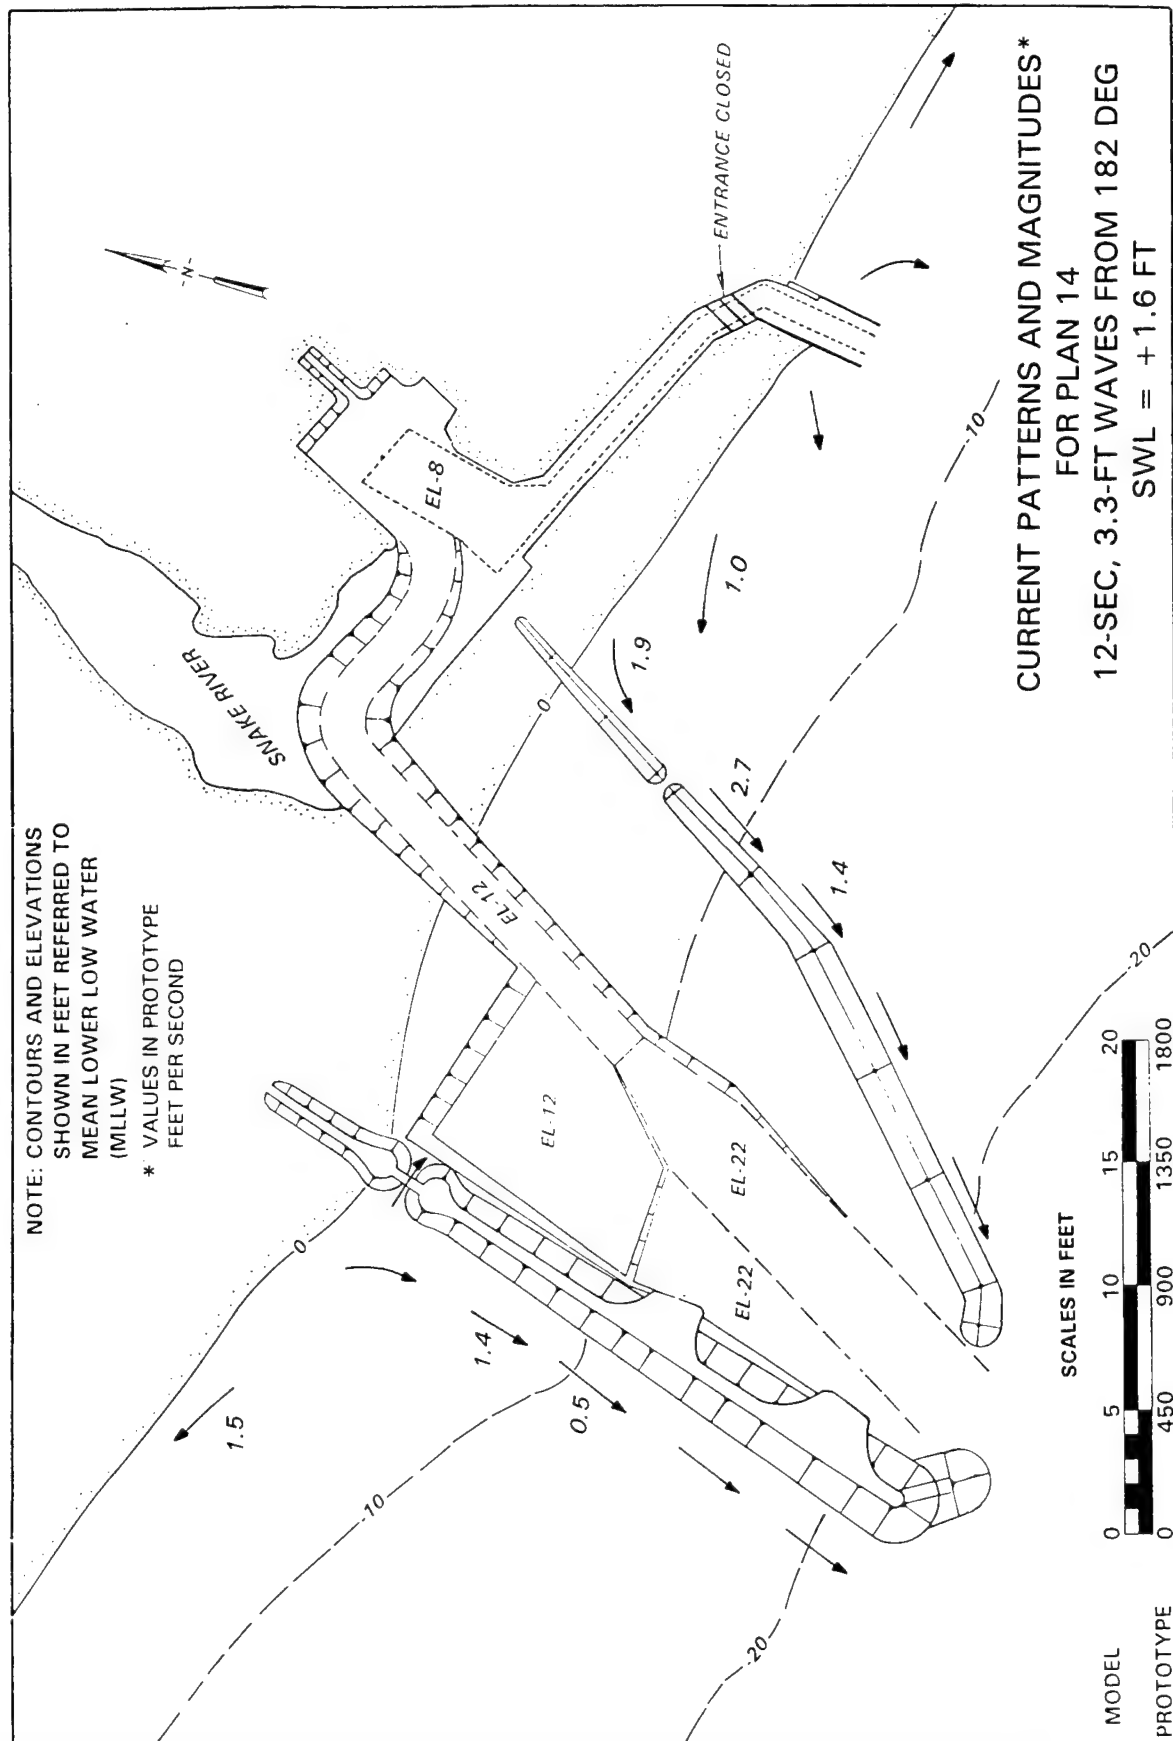 NOTE: CONTOURS AND ELEVATIONS
SHOWN IN FEET REFERRED TO
MEAN LOWER LOW WATER
(MLLW)
* VALUES IN PROTOTYPE
FEET PER SECOND
SNAKE RIVER
-N-
EL-8
ENTRANCE CLOSED
EL-12
EL-12
EL-22
EL-22
0
0
-10
-10
-20
-20
1.5
1.4
0.5
1.9
1.0
2.7
1.4
CURRENT PATTERNS AND MAGNITUDES*
FOR PLAN 14
12-SEC, 3.3-FT WAVES FROM 182 DEG
SWL = +1.6 FT
SCALES IN FEET
MODEL 0 5 10 15 20
PROTOTYPE 0 450 900 1350 1800